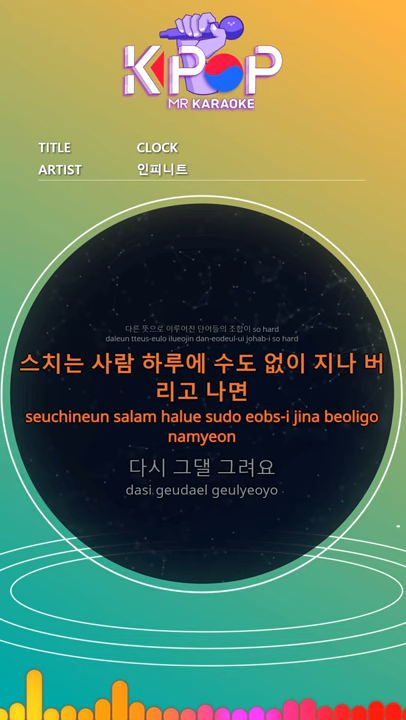 KPOP
MR KARAOKE
TITLE CLOCK
ARTIST 인피니트
다른 뜻으로 이루어진 단어들의 조합이 so hard
daleun tteus-eulo ilueojin dan-eodeul-ui johab-i so hard
스치는 사람 하루에 수도 없이 지나 버
리고 나면
seuchineun salam halue sudo eobs-i jina beoligo
namyeon
다시 그댈 그려요
dasi geudael geulyeoyo